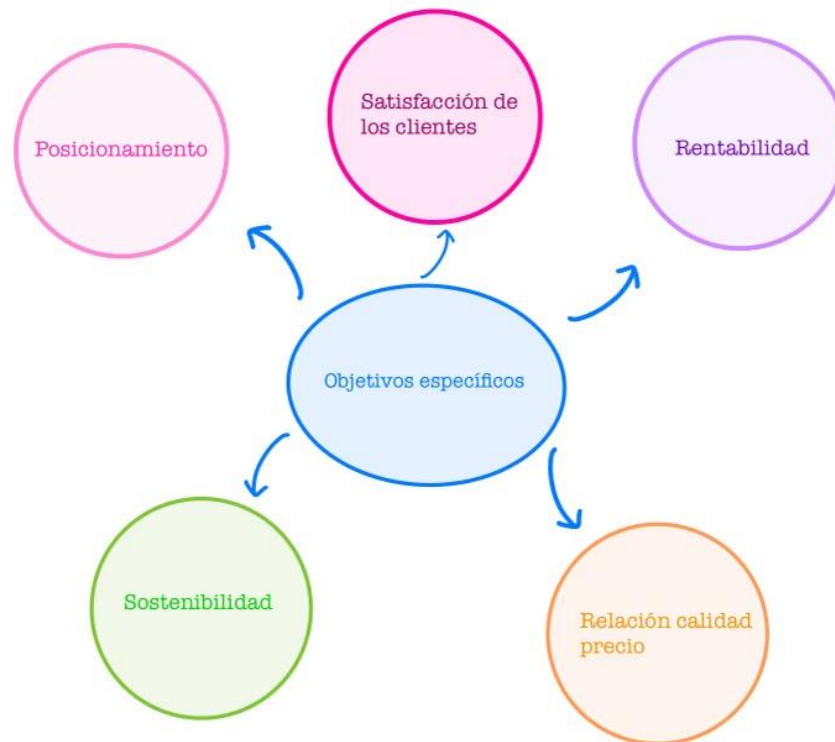 Satisfacción de
los clientes
Posicionamiento
Rentabilidad
Objetivos específicos
Sostenibilidad
Relación calidad
precio